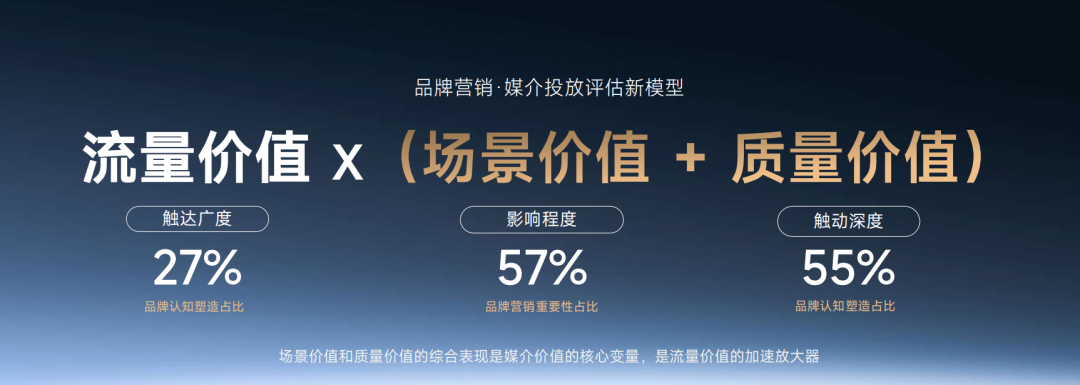 品牌营销·媒介投放评估新模型
流量价值 x（场景价值 + 质量价值）
触达广度 影响程度 触动深度
27% 57% 55%
品牌认知塑造占比 品牌营销重要性占比 品牌认知塑造占比
场景价值和质量价值的综合表现是媒介价值的核心变量，是流量价值的加速放大器